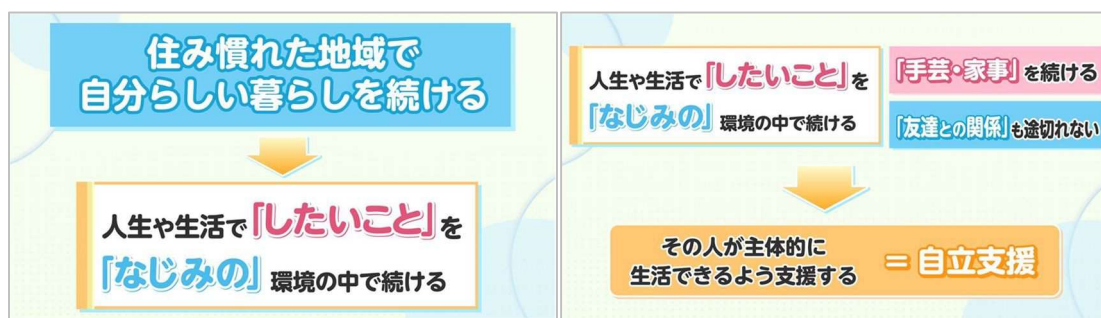 住み慣れた地域で
自分らしい暮らしを続ける
人生や生活で「したいこと」を
「なじみの」環境の中で続ける
人生や生活で「したいこと」を
「なじみの」環境の中で続ける
「手芸・家事」を続ける
「友達との関係」も途切れない
その人が主体的に
生活できるよう支援する
＝自立支援